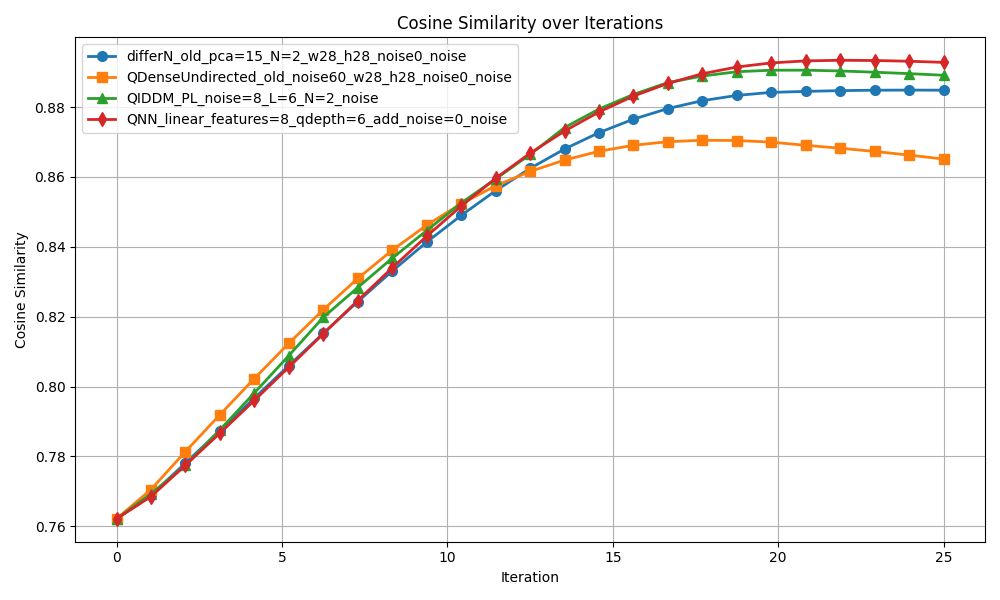 Cosine Similarity over Iterations
differN_old_pca=15_N=2_w28_h28_noise0_noise
QDenseUndirected_old_noise60_w28_h28_noise0_noise
QIDDM_PL_noise=8_L=6_N=2_noise
QNN_linear_features=8_qdepth=6_add_noise=0_noise
Cosine Similarity
0.88
0.86
0.84
0.82
0.80
0.78
0.76
0 5 10 15 20 25
Iteration